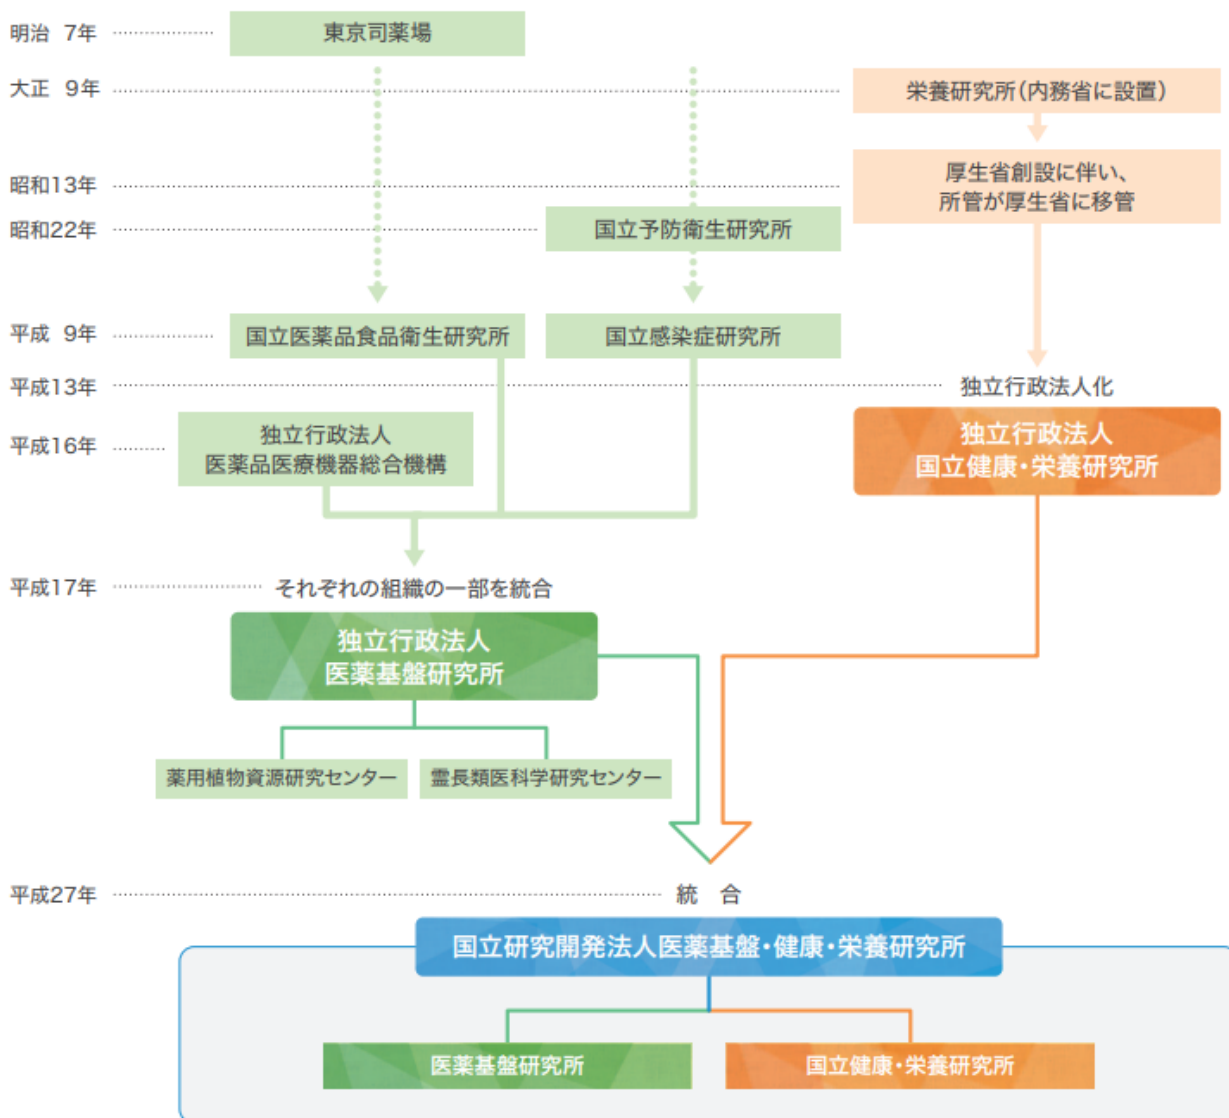 明治 7年
東京司薬場
大正 9年
栄養研究所(内務省に設置)
昭和13年
厚生省創設に伴い、
所管が厚生省に移管
昭和22年
国立予防衛生研究所
平成 9年
国立医薬品食品衛生研究所
国立感染症研究所
平成13年
独立行政法人化
独立行政法人
国立健康・栄養研究所
平成16年
独立行政法人
医薬品医療機器総合機構
平成17年
それぞれの組織の一部を統合
独立行政法人
医薬基盤研究所
薬用植物資源研究センター
霊長類医科学研究センター
平成27年
統 合
国立研究開発法人医薬基盤・健康・栄養研究所
医薬基盤研究所
国立健康・栄養研究所